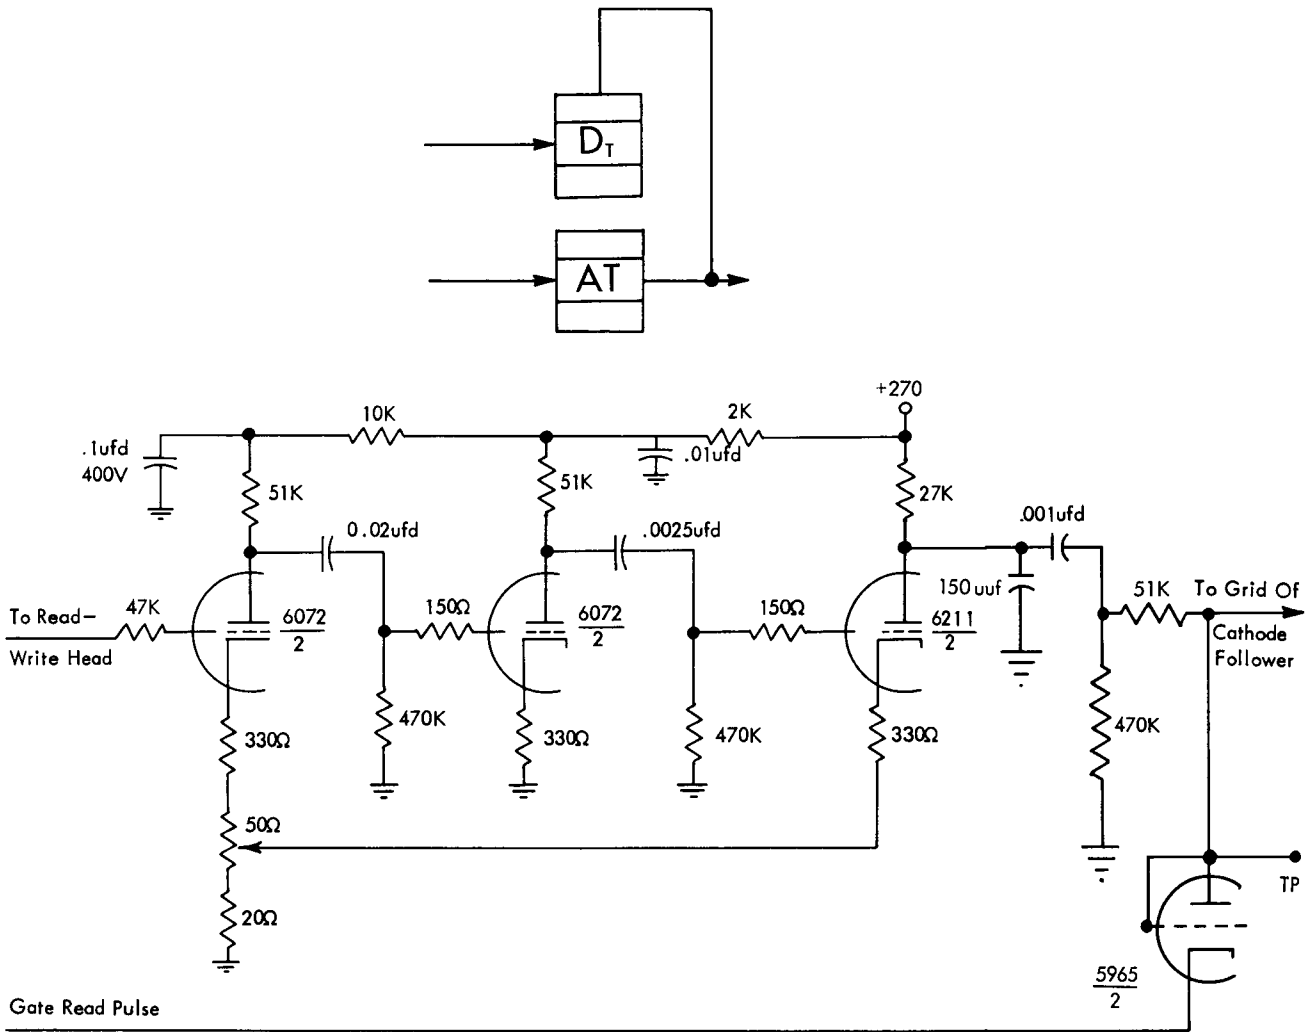 DT
AT
+270
10K
2K
.1ufd
400V
.01ufd
51K
51K
27K
0.02ufd
.0025ufd
.001ufd
150uuf
51K
To Grid Of
Cathode
Follower
To Read-
Write Head
47K
6072
2
150Ω
6072
2
150Ω
6211
2
330Ω
470K
330Ω
470K
330Ω
470K
50Ω
20Ω
TP
5965
2
Gate Read Pulse